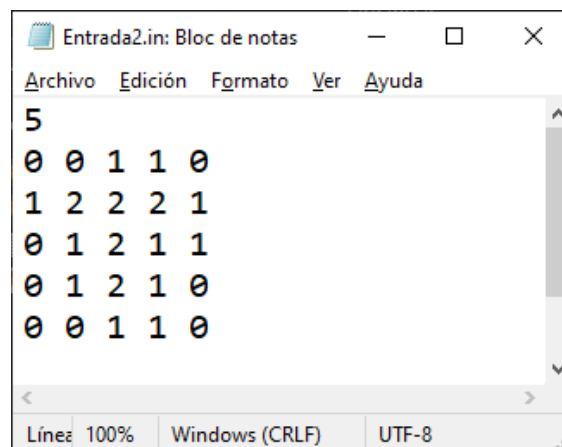 Entrada2.in: Bloc de notas
Archivo Edición Formato Ver Ayuda
5
0 0 1 1 0
1 2 2 2 1
0 1 2 1 1
0 1 2 1 0
0 0 1 1 0
Línea 100% Windows (CRLF) UTF-8